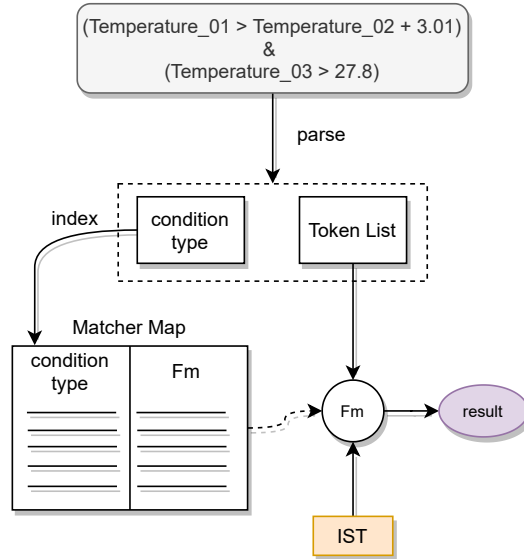 (Temperature_01 > Temperature_02 + 3.01)
&
(Temperature_03 > 27.8)
parse
index
condition
type
Token List
Matcher Map
condition
type
Fm
Fm
result
IST